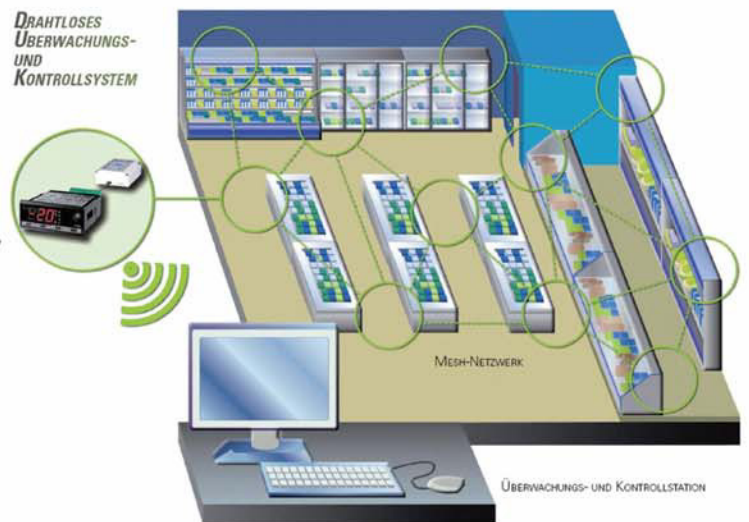 DRAHTLOSES
ÜBERWACHUNGS-
UND
KONTROLLSYSTEM
20
MESH-NETZWERK
ÜBERWACHUNGS- UND KONTROLLSTATION